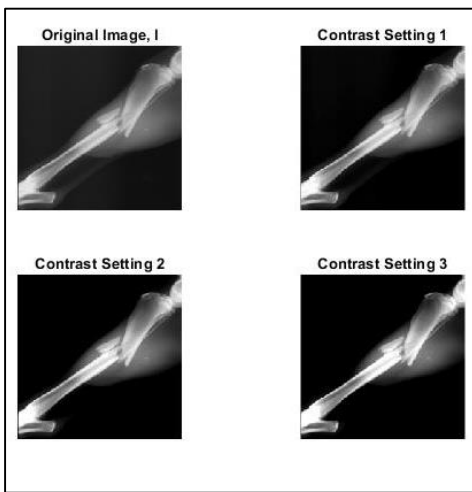 Original Image, I
Contrast Setting 1
Contrast Setting 2
Contrast Setting 3